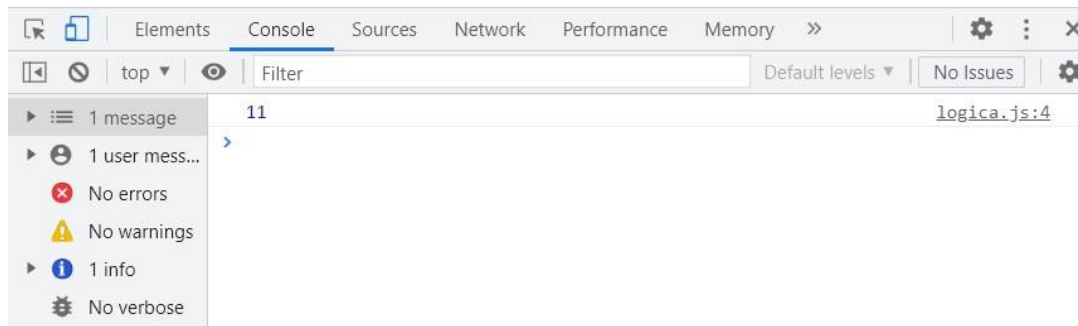 Elements Console Sources Network Performance Memory »
top ▼ Filter Default levels ▼ No Issues
1 message
11 logica.js:4
1 user mess...
>
No errors
No warnings
1 info
No verbose